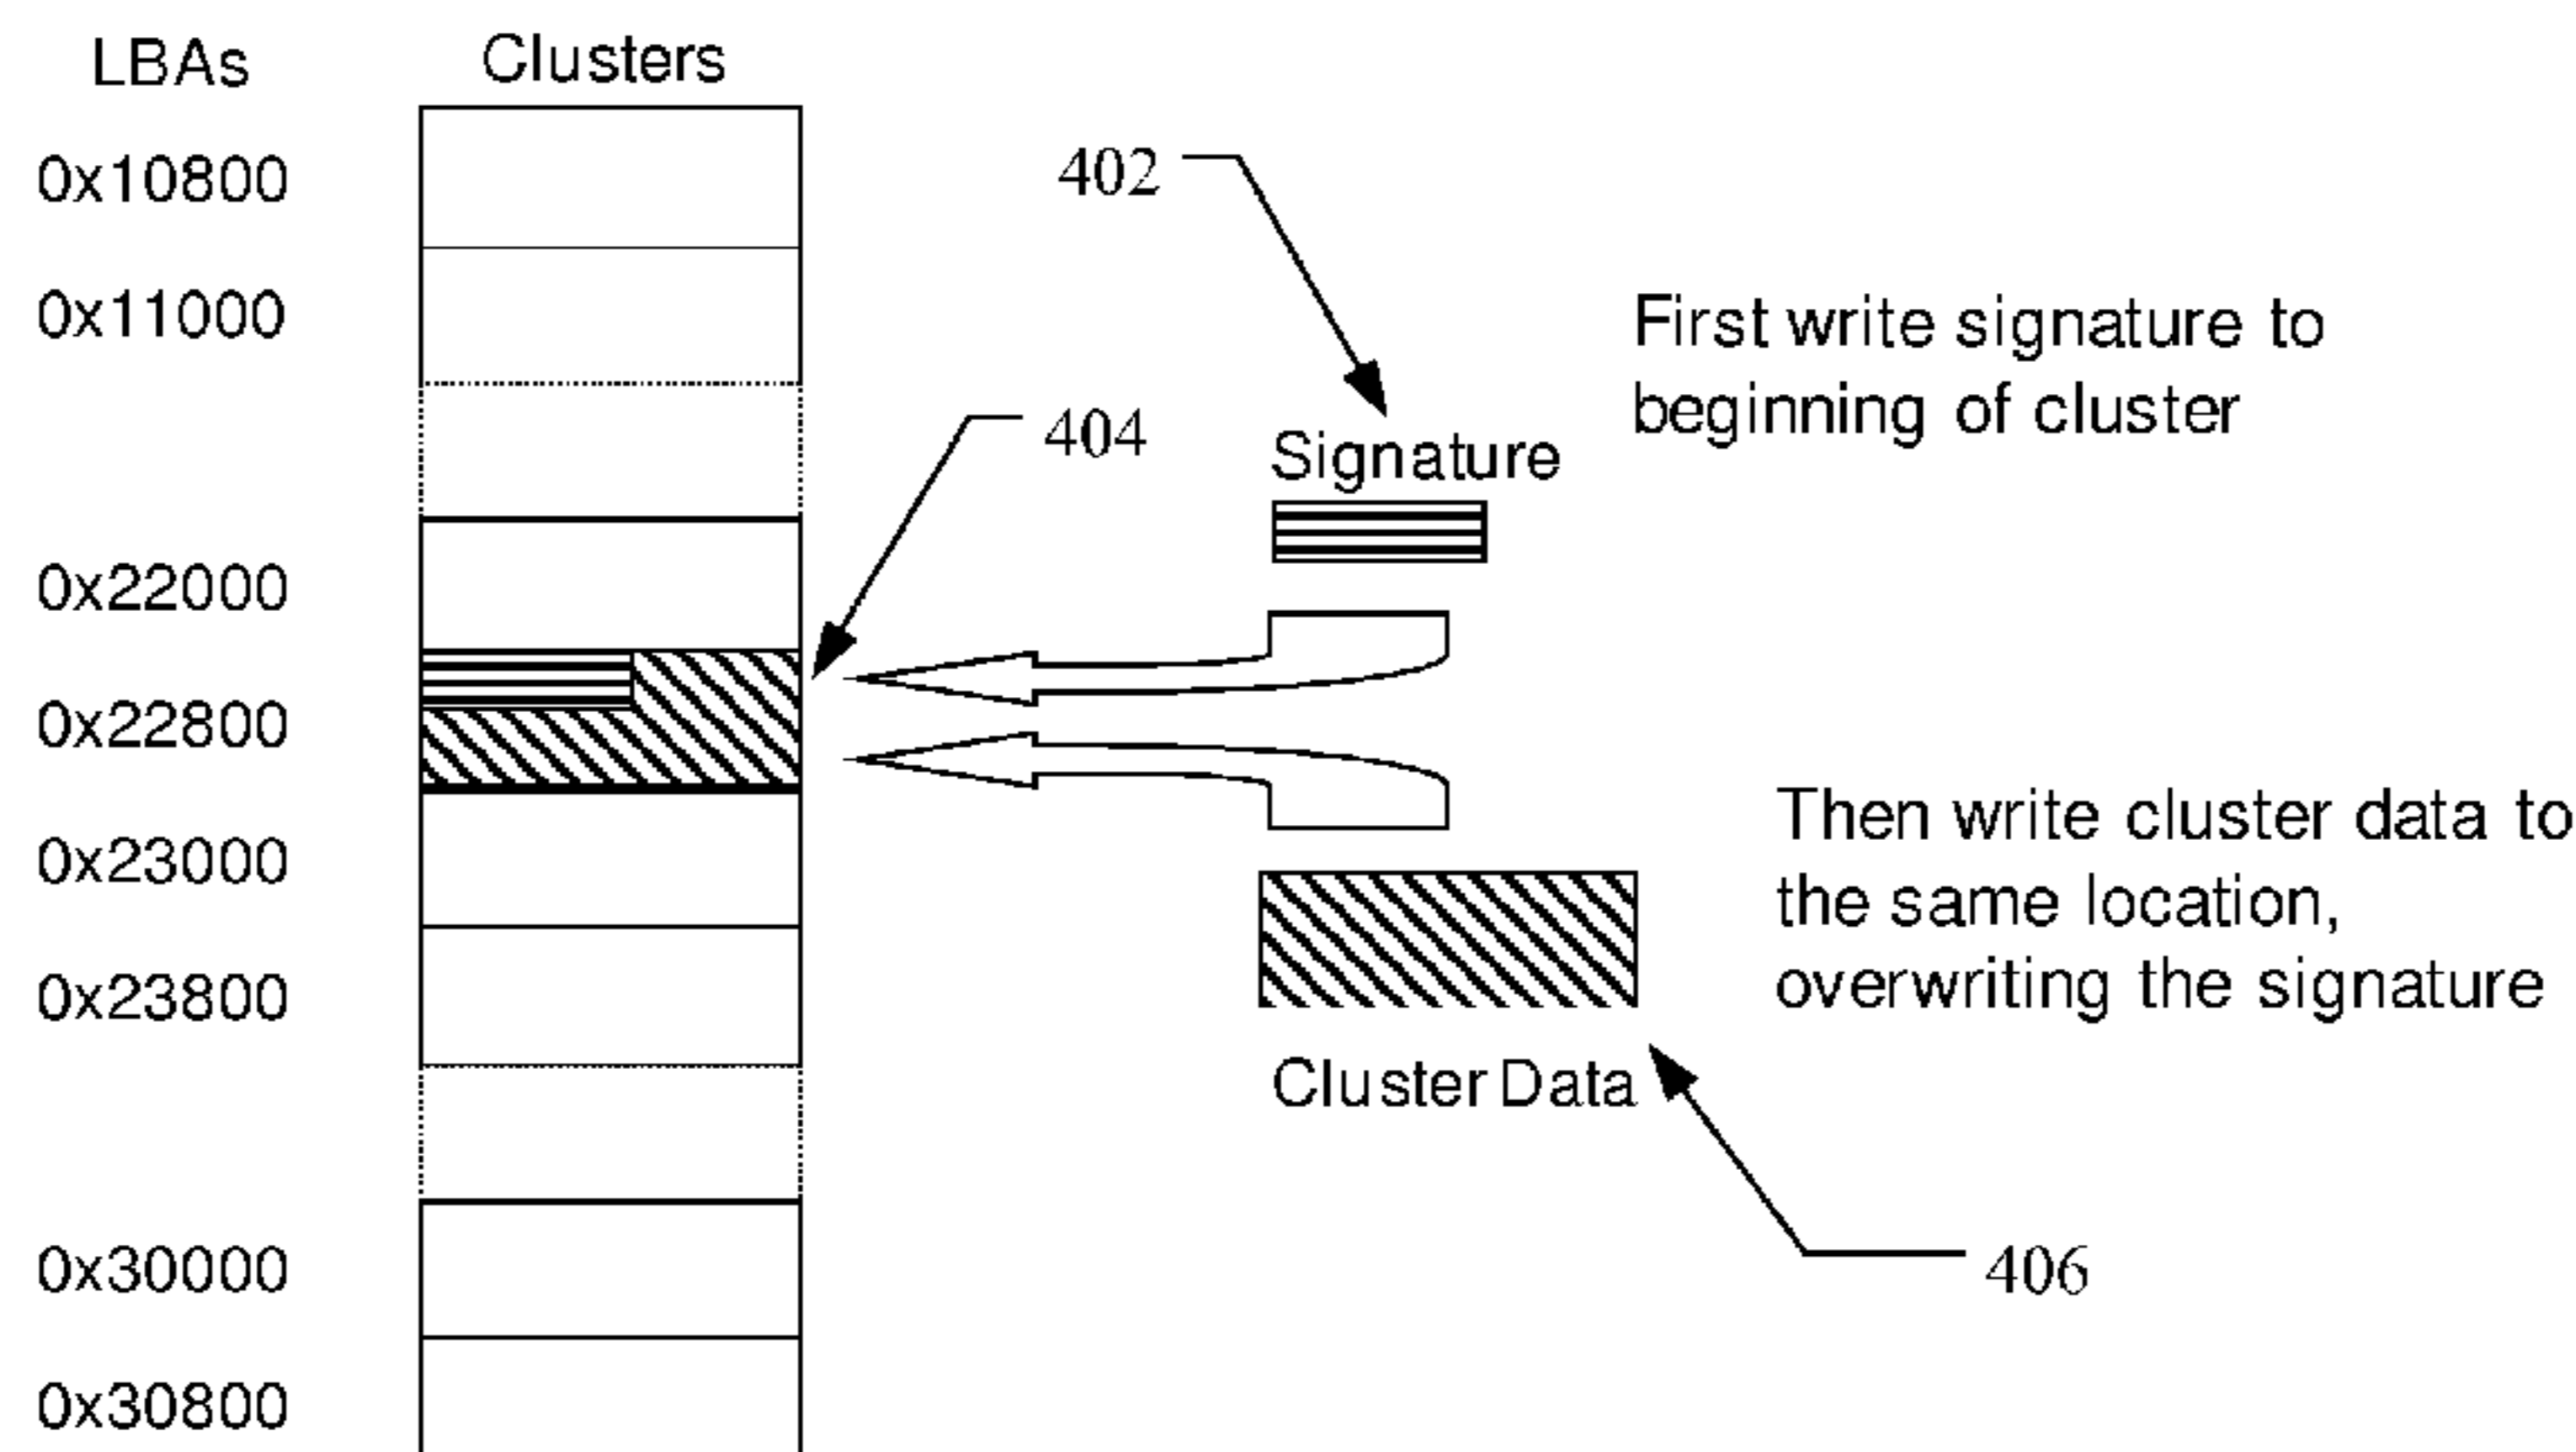 LBAs
Clusters
0x10800
402
0x11000
First write signature to
beginning of cluster
404
Signature
0x22000
0x22800
0x23000
Then write cluster data to
the same location,
overwriting the signature
0x23800
Cluster Data
0x30000
406
0x30800